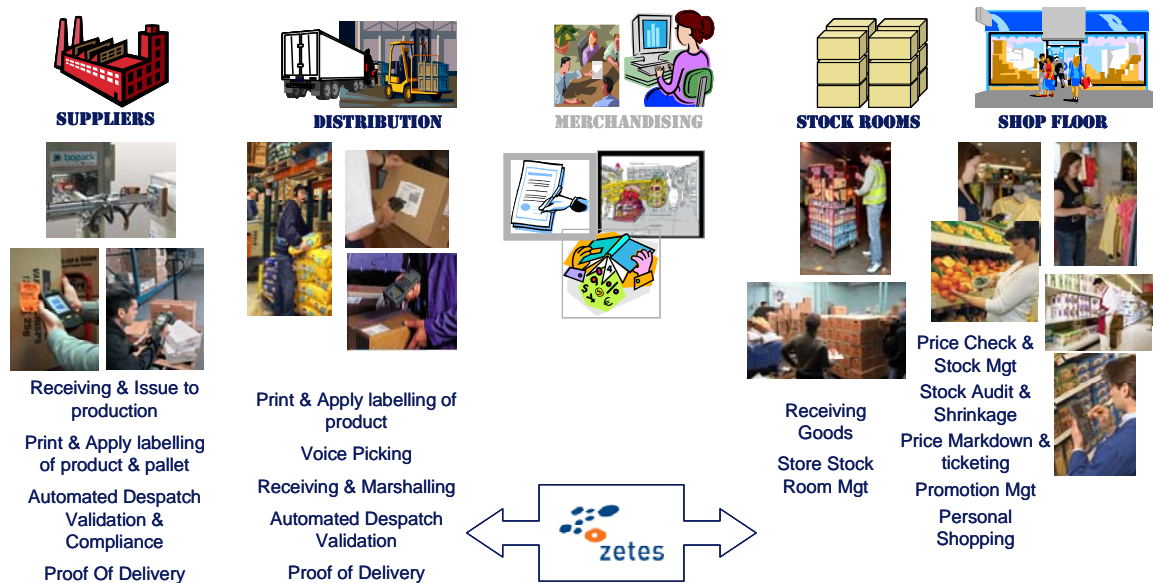 SUPPLIERS
DISTRIBUTION
MERCHANDISING
STOCK ROOMS
SHOP FLOOR
bopack
Receiving & Issue to
production
Print & Apply labelling
of product & pallet
Automated Despatch
Validation &
Compliance
Proof Of Delivery
Print & Apply labelling of
product
Voice Picking
Receiving & Marshalling
Automated Despatch
Validation
Proof of Delivery
zetes
Receiving
Goods
Store Stock
Room Mgt
Price Check &
Stock Mgt
Stock Audit &
Shrinkage
Price Markdown &
ticketing
Promotion Mgt
Personal
Shopping